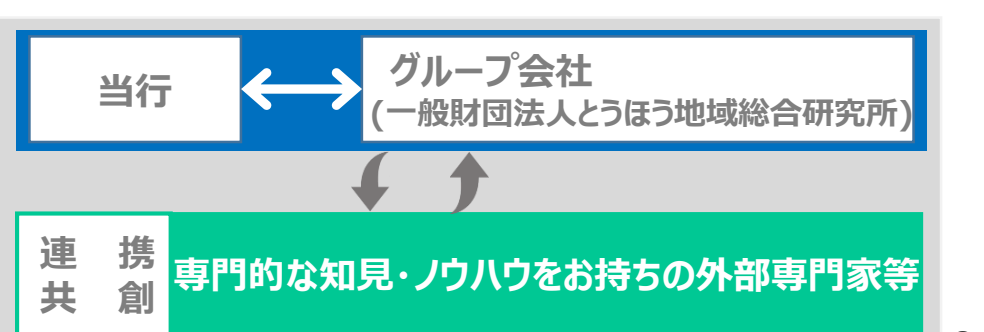 当行
グループ会社
(一般財団法人とうほう地域総合研究所)
連 携
共 創
専門的な知見・ノウハウをお持ちの外部専門家等